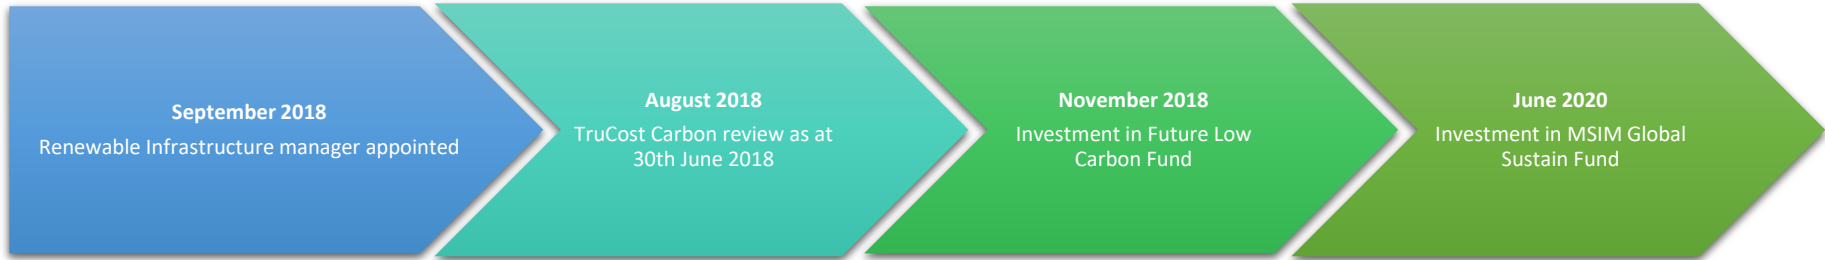 September 2018
Renewable Infrastructure manager appointed
August 2018
TruCost Carbon review as at
30th June 2018
November 2018
Investment in Future Low
Carbon Fund
June 2020
Investment in MSIM Global
Sustain Fund